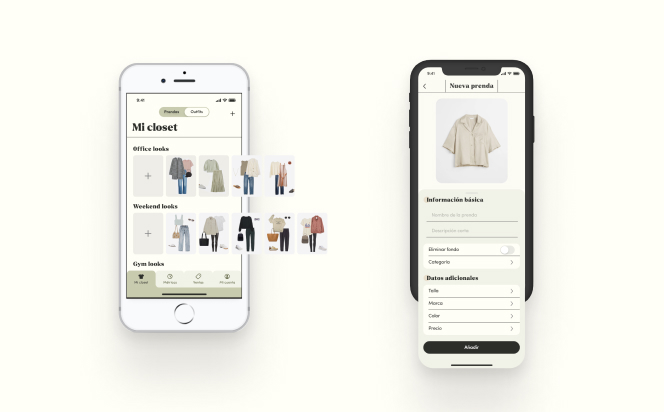 9:41
Prendas
Outfits
+
Mi closet
Office looks
+
Weekend looks
+
Gym looks
Mi closet
Métricas
Ventas
Mi cuenta
9:41
Nueva prenda
Información básica
Nombre de la prenda
Descripción corta
Eliminar fondo
Categoría
Datos adicionales
Talla
Marca
Color
Precio
Añadir